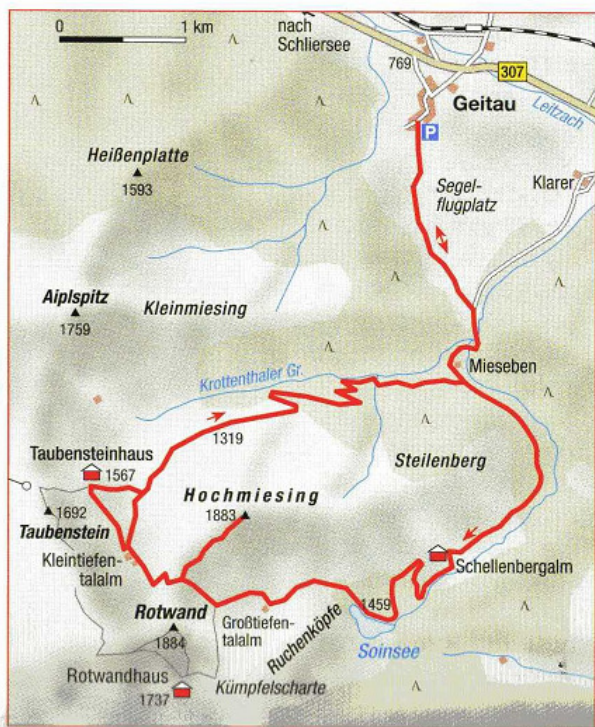 0 1 km
nach
Schliersee
769
307
Geitau
Leitzach
P
Heißenplatte
1593
Segel-
flugplatz
Klarer
Aiplspitz
1759
Kleinmiesing
Mieseben
Krottenthaler Gr.
1319
Taubensteinhaus
1567
Steilenberg
Hochmiesing
1883
1692
Taubenstein
Kleintiefen-
talalm
Schellenbergalm
Rotwand
1884
Großtiefen-
talalm
Ruchenköpfe
1459
Soinsee
Rotwandhaus
1737
Kümpfelscharte